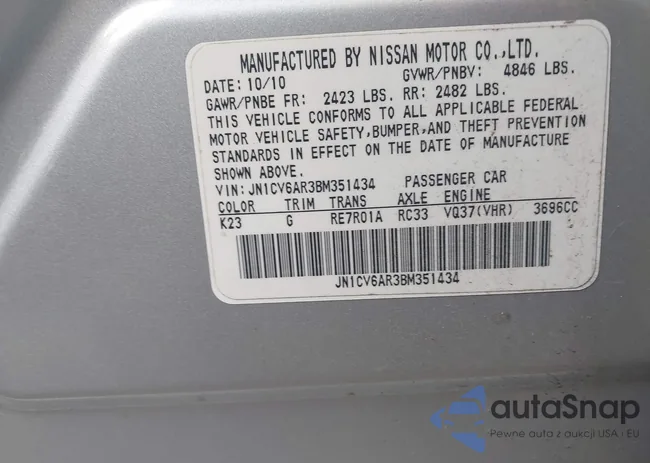 MANUFACTURED BY NISSAN MOTOR CO.,LTD.
DATE: 10/10 GVWR/PNBV: 4846 LBS.
GAWR/PNBE FR: 2423 LBS. RR: 2482 LBS.
THIS VEHICLE CONFORMS TO ALL APPLICABLE FEDERAL
MOTOR VEHICLE SAFETY,BUMPER,AND THEFT PREVENTION
STANDARDS IN EFFECT ON THE DATE OF MANUFACTURE
SHOWN ABOVE.
VIN: JN1CV6AR3BM351434 PASSENGER CAR
COLOR TRIM TRANS AXLE ENGINE
K23 G RE7R01A RC33 VQ37(VHR) 3696CC
JN1CV6AR3BM351434
autaSnap
Pewne auta z aukcji USA i EU